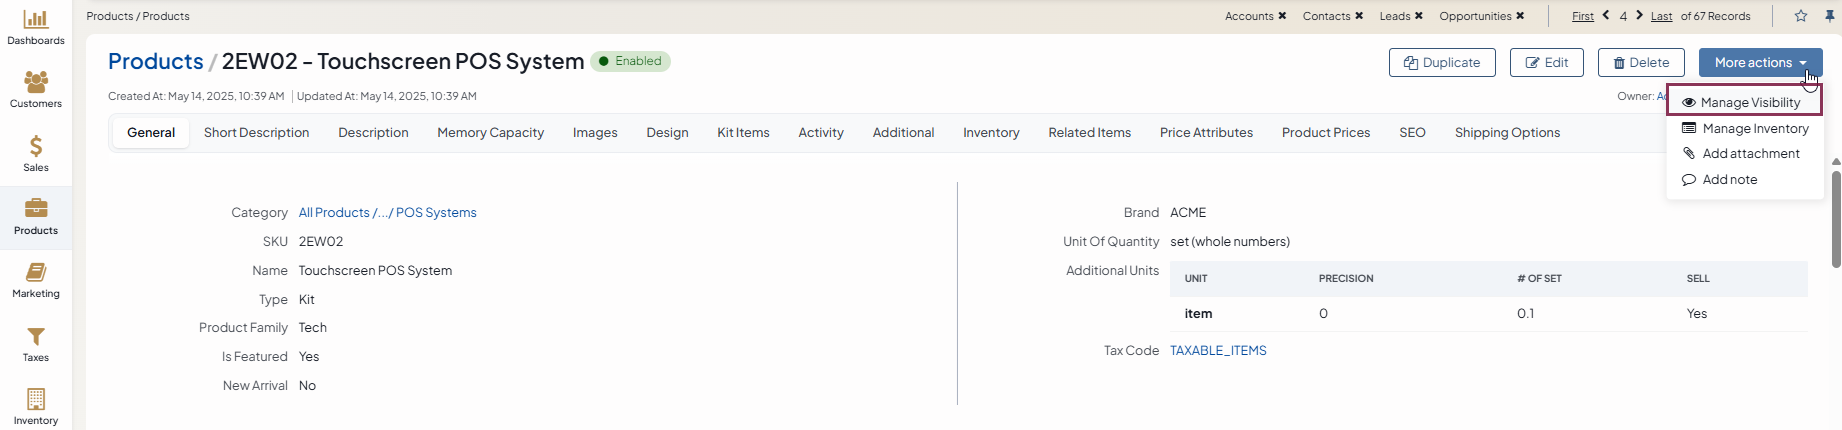 Products / Products
Accounts ✖ Contacts ✖ Leads ✖ Opportunities ✖ First 4 Last of 67 Records
Dashboards
Customers
Sales
Products
Marketing
Taxes
Inventory
Products / 2EW02 - Touchscreen POS System Enabled
Duplicate Edit Delete More actions
Created At: May 14, 2025, 10:39 AM Updated At: May 14, 2025, 10:39 AM
Owner:
Manage Visibility
Manage Inventory
Add attachment
Add note
General Short Description Description Memory Capacity Images Design Kit Items Activity Additional Inventory Related Items Price Attributes Product Prices SEO Shipping Options
Category All Products /.../ POS Systems
SKU 2EW02
Name Touchscreen POS System
Type Kit
Product Family Tech
Is Featured Yes
New Arrival No
Brand ACME
Unit Of Quantity set (whole numbers)
Additional Units
UNIT PRECISION # OF SET SELL
item 0 0.1 Yes
Tax Code TAXABLE_ITEMS